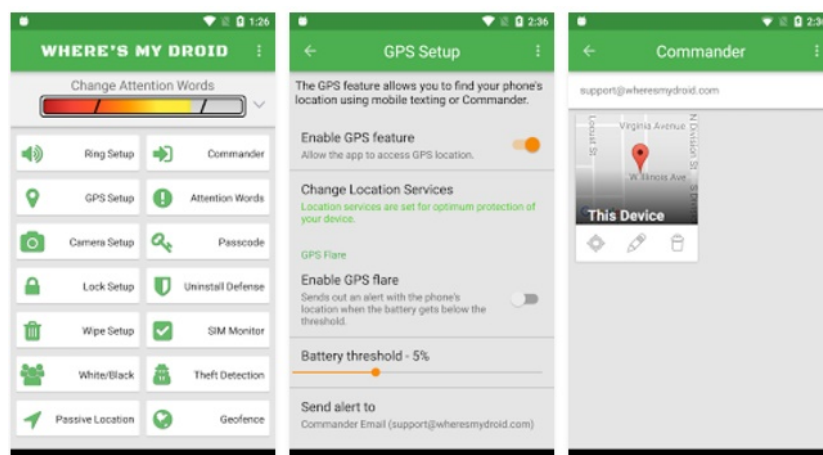 1:26
WHERE'S MY DROID
Change Attention Words
Ring Setup
Commander
GPS Setup
Attention Words
Camera Setup
Passcode
Lock Setup
Uninstall Defense
Wipe Setup
SIM Monitor
White/Black
Theft Detection
Passive Location
Geofence
2:36
GPS Setup
The GPS feature allows you to find your phone's
location using mobile texting or Commander.
Enable GPS feature
Allow the app to access GPS location.
Change Location Services
Location services are set for optimum protection of
your device.
GPS Flare
Enable GPS flare
Sends out an alert with the phone's
location when the battery gets below the
threshold.
Battery threshold - 5%
Send alert to
Commander Email (support@wheresmydroid.com)
2:36
Commander
support@wheresmydroid.com
Locust St
Virginia Avenue
N Division St
W Illinois Ave
This Device